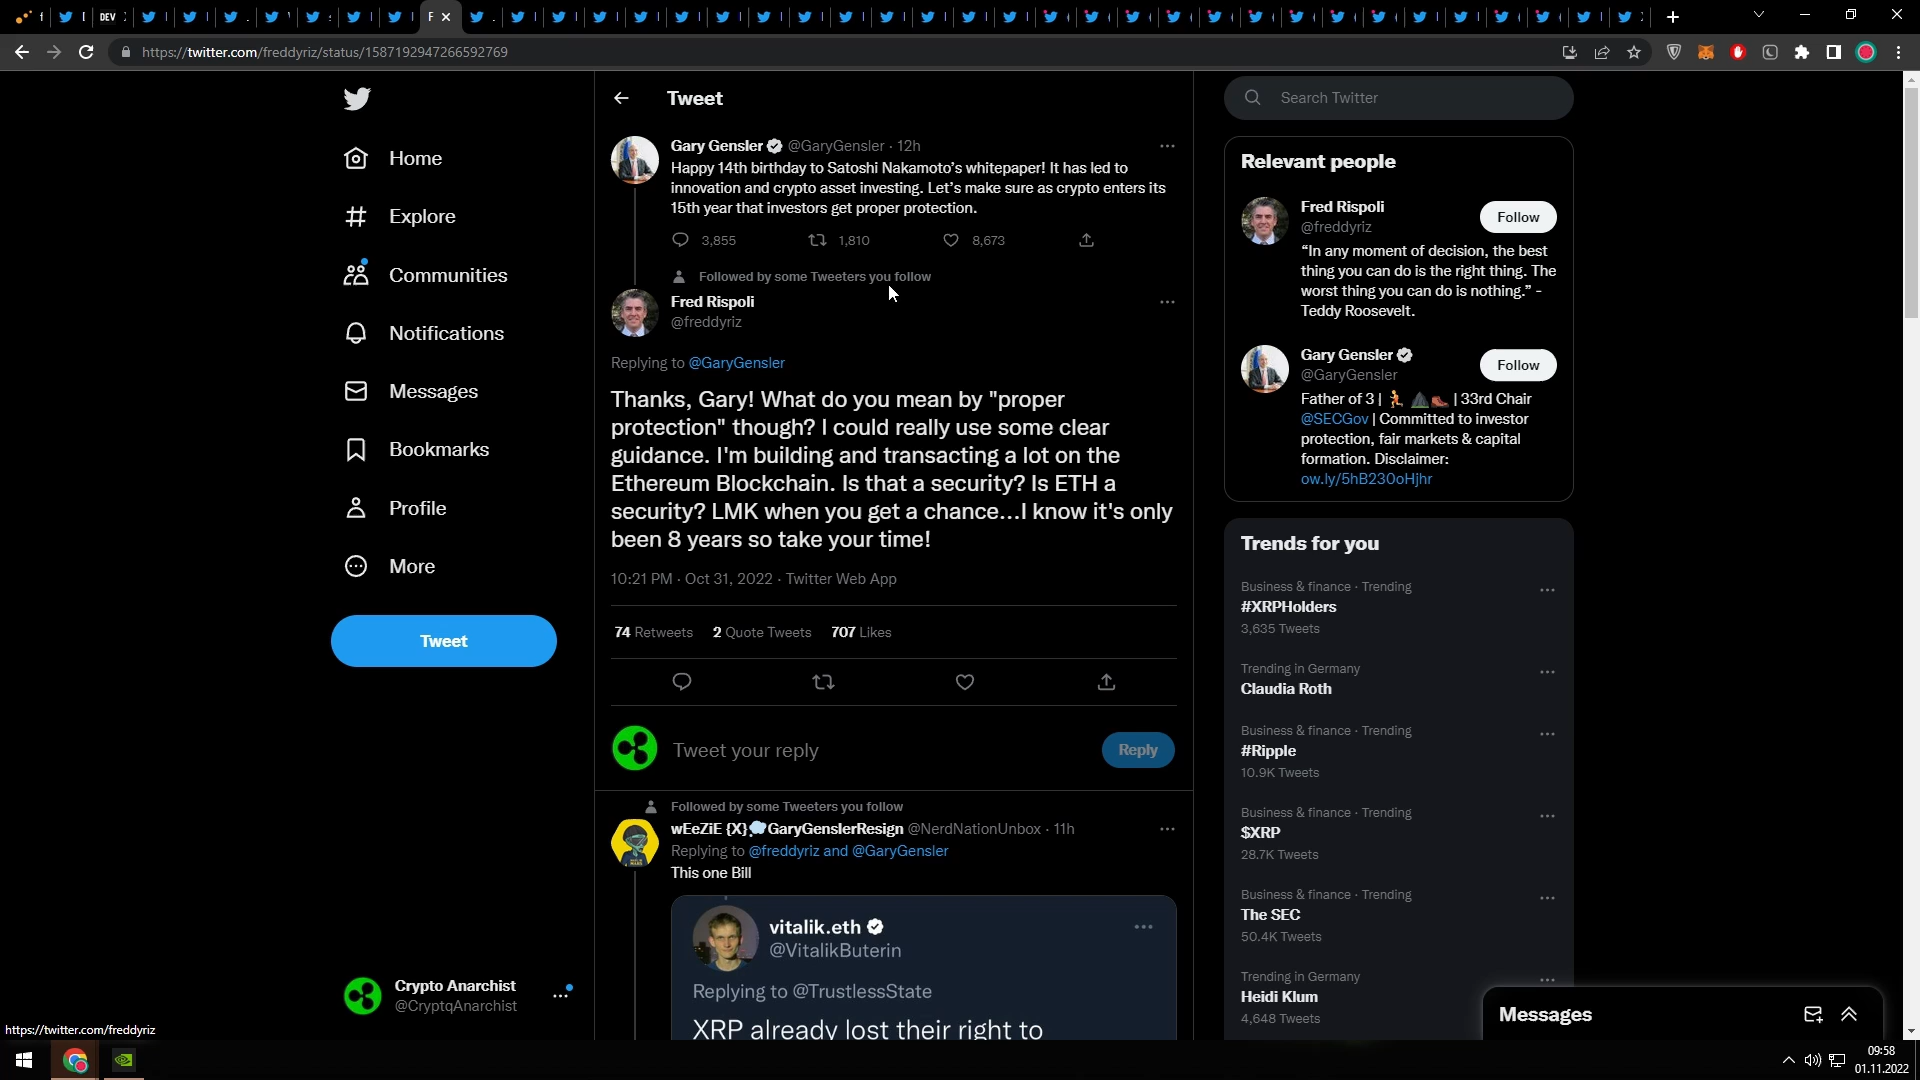 DEV
F
https://twitter.com/freddyriz/status/1587192947266592769
Home
Explore
Communities
Notifications
Messages
Bookmarks
Profile
More
Tweet
Crypto Anarchist
@CryptqAnarchist
https://twitter.com/freddyriz
Tweet
Gary Gensler @GaryGensler · 12h
Happy 14th birthday to Satoshi Nakamoto’s whitepaper! It has led to
innovation and crypto asset investing. Let’s make sure as crypto enters its
15th year that investors get proper protection.
3,855 1,810 8,673
Followed by some Tweeters you follow
Fred Rispoli
@freddyriz
Replying to @GaryGensler
Thanks, Gary! What do you mean by "proper
protection" though? I could really use some clear
guidance. I'm building and transacting a lot on the
Ethereum Blockchain. Is that a security? Is ETH a
security? LMK when you get a chance...I know it's only
been 8 years so take your time!
10:21 PM · Oct 31, 2022 · Twitter Web App
74 Retweets 2 Quote Tweets 707 Likes
Tweet your reply
Reply
Followed by some Tweeters you follow
wEeZiE {X} GaryGenslerResign @NerdNationUnbox · 11h
Replying to @freddyriz and @GaryGensler
This one Bill
vitalik.eth
@VitalikButerin
Replying to @TrustlessState
XRP already lost their right to
Search Twitter
Relevant people
Fred Rispoli
@freddyriz
Follow
“In any moment of decision, the best
thing you can do is the right thing. The
worst thing you can do is nothing.” -
Teddy Roosevelt.
Gary Gensler
@GaryGensler
Follow
Father of 3 | | 33rd Chair
@SECGov | Committed to investor
protection, fair markets & capital
formation. Disclaimer:
ow.ly/5hB230oHjhr
Trends for you
Business & finance · Trending
#XRPHolders
3,635 Tweets
Trending in Germany
Claudia Roth
Business & finance · Trending
#Ripple
10.9K Tweets
Business & finance · Trending
$XRP
28.7K Tweets
Business & finance · Trending
The SEC
50.4K Tweets
Trending in Germany
Heidi Klum
4,648 Tweets
Messages
09:58
01.11.2022